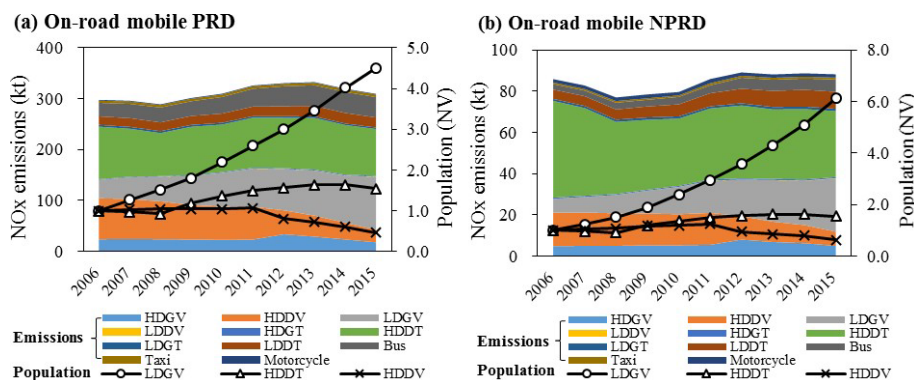 (a) On-road mobile PRD
NOx emissions (kt)
400
300
200
100
0
5.0
4.0
3.0
2.0
1.0
0.0
Population (NV)
2006 2007 2008 2009 2010 2011 2012 2013 2014 2015
HDGV HDDV LDGV
Emissions LDDV HDGT HDDT
LDGT LDDT Bus
Taxi Motorcycle
Population LDGV HDDT HDDV
(b) On-road mobile NPRD
NOx emissions (kt)
100
80
60
40
20
0
8.0
6.0
4.0
2.0
0.0
Population (NV)
2006 2007 2008 2009 2010 2011 2012 2013 2014 2015
HDGV HDDV LDGV
Emissions LDDV HDGT HDDT
LDGT LDDT Bus
Taxi Motorcycle
Population LDGV HDDT HDDV